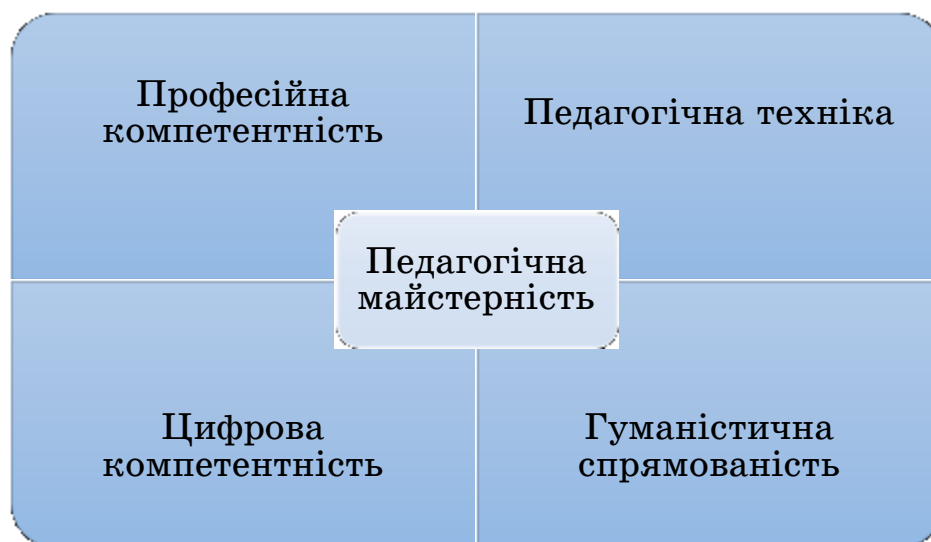 Професійна
компетентність
Педагогічна техніка
Педагогічна
майстерність
Цифрова
компетентність
Гуманістична
спрямованість